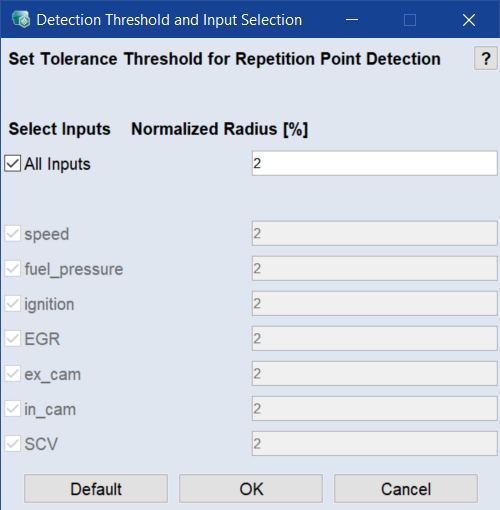 Detection Threshold and Input Selection
Set Tolerance Threshold for Repetition Point Detection ?
Select Inputs Normalized Radius [%]
All Inputs 2
speed 2
fuel_pressure 2
ignition 2
EGR 2
ex_cam 2
in_cam 2
SCV 2
Default OK Cancel